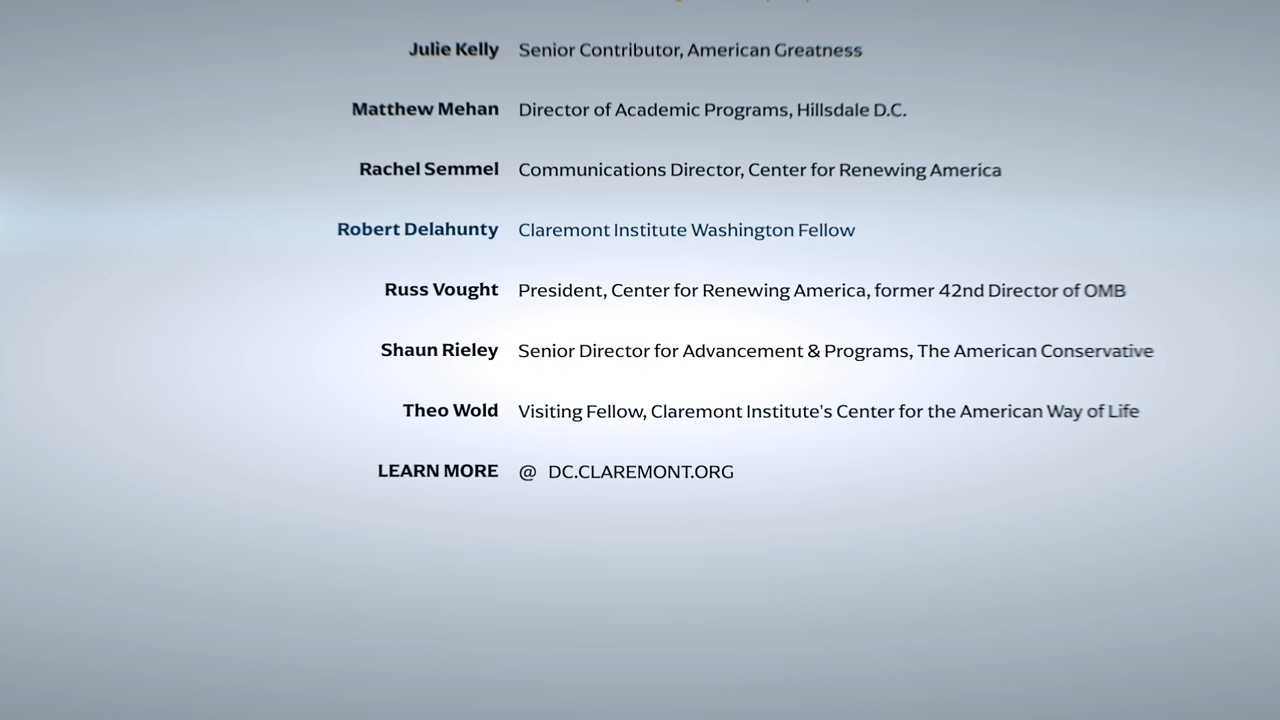 Julie Kelly Senior Contributor, American Greatness
Matthew Mehan Director of Academic Programs, Hillsdale D.C.
Rachel Semmel Communications Director, Center for Renewing America
Robert Delahunty Claremont Institute Washington Fellow
Russ Vought President, Center for Renewing America, former 42nd Director of OMB
Shaun Rieley Senior Director for Advancement & Programs, The American Conservative
Theo Wold Visiting Fellow, Claremont Institute's Center for the American Way of Life
LEARN MORE @ DC.CLAREMONT.ORG